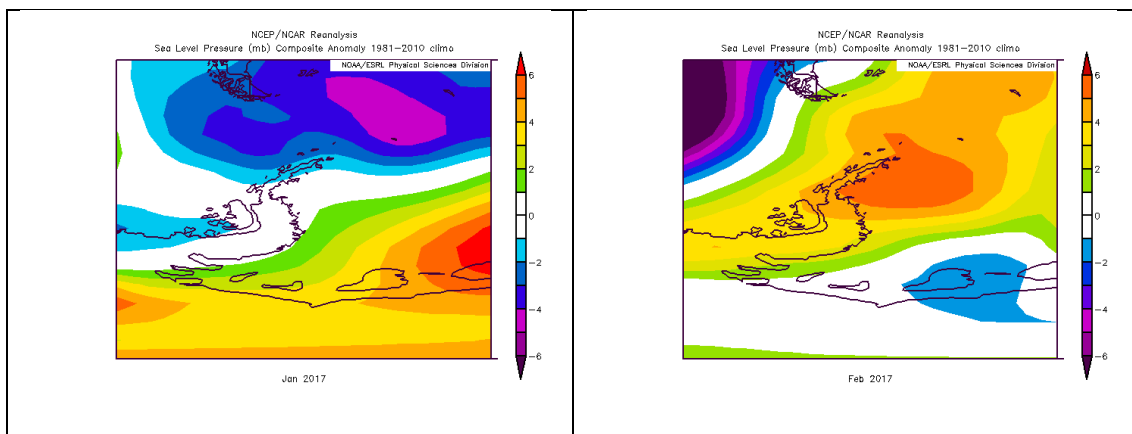 NCEP/NCAR Reanalysis
Sea Level Pressure (mb) Composite Anomaly 1981-2010 climo
NOAA/ESRL Physical Sciences Division
6
4
2
0
-2
-4
-6
Jan 2017
NCEP/NCAR Reanalysis
Sea Level Pressure (mb) Composite Anomaly 1981-2010 climo
NOAA/ESRL Physical Sciences Division
6
4
2
0
-2
-4
-6
Feb 2017